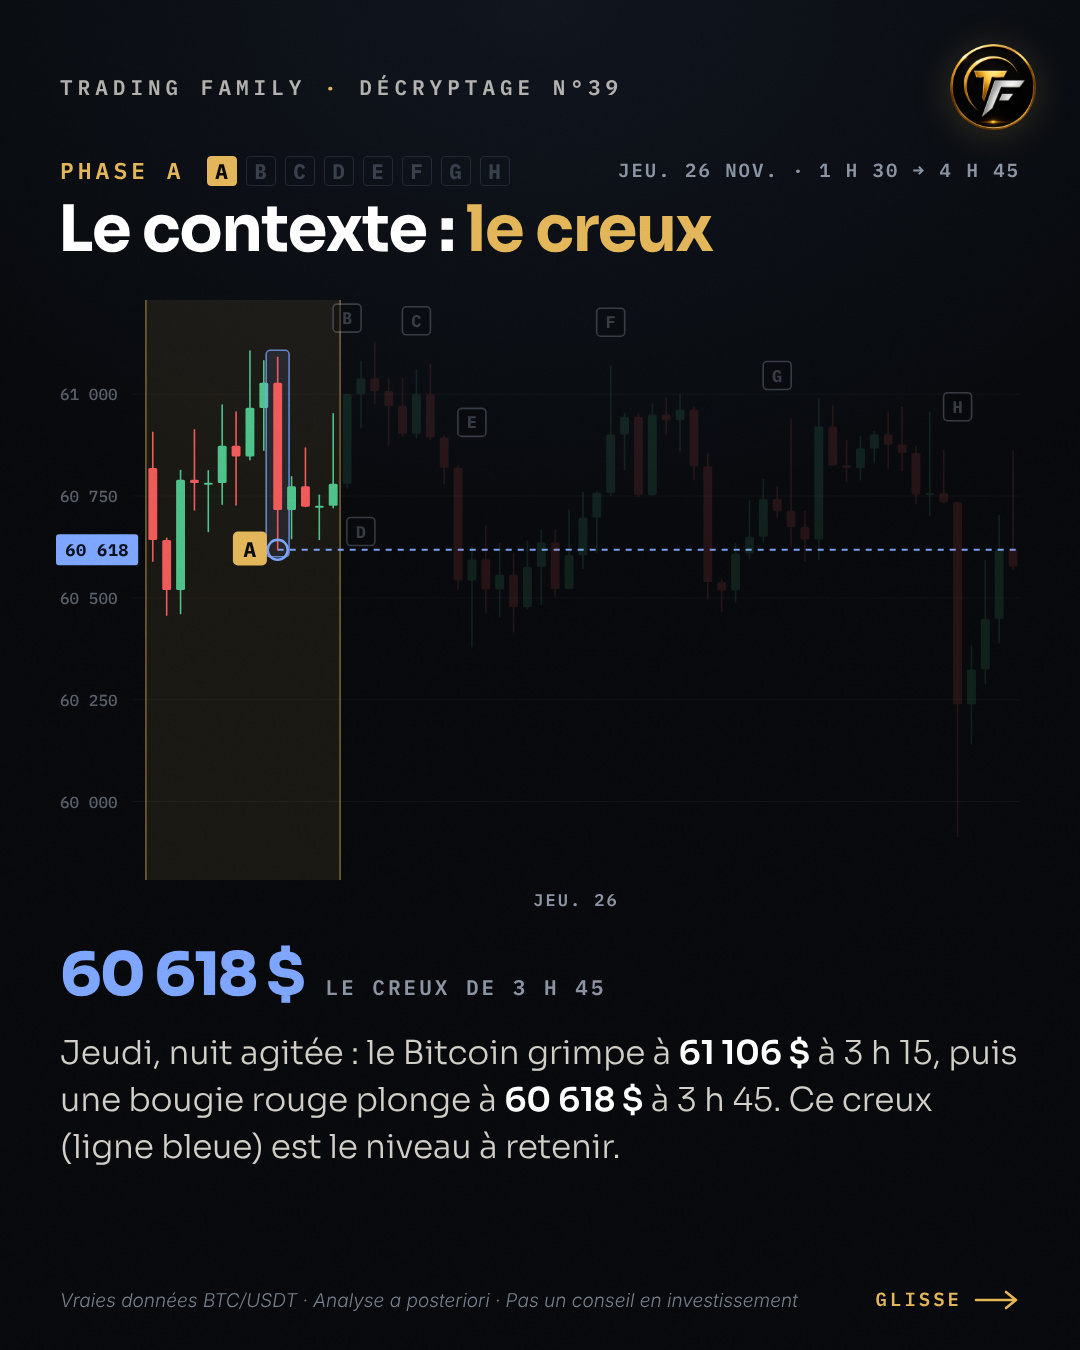 TRADING FAMILY · DÉCRYPTAGE N°39
TF
PHASE A A B C D E F G H
JEU. 26 NOV. · 1 H 30 → 4 H 45
Le contexte : le creux
B
C
F
G
H
E
D
A
61 000
60 750
60 618
60 500
60 250
60 000
JEU. 26
60 618 $ LE CREUX DE 3 H 45
Jeudi, nuit agitée : le Bitcoin grimpe à 61 106 $ à 3 h 15, puis
une bougie rouge plonge à 60 618 $ à 3 h 45. Ce creux
(ligne bleue) est le niveau à retenir.
Vraies données BTC/USDT · Analyse a posteriori · Pas un conseil en investissement
GLISSE →